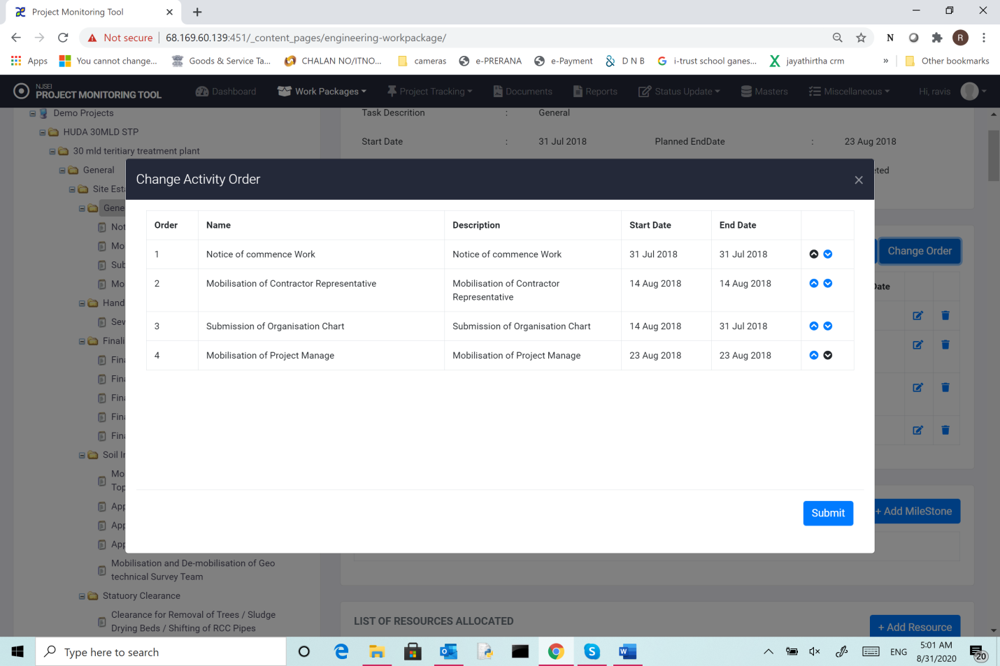 Project Monitoring Tool
Not secure 68.169.60.139:451/_content_pages/engineering-workpackage/
N
R
Apps
You cannot change...
Goods & Service Ta...
CHALAN NO/ITNO...
cameras
e-PRERANA
e-Payment
D N B
i-trust school ganes...
jayathirtha crm
»
Other bookmarks
NJSEI
PROJECT MONITORING TOOL
Dashboard
Work Packages
Project Tracking
Documents
Reports
Status Update
Masters
Miscellaneous
Hi, ravis
Demo Projects
HUDA 30MLD STP
30 mld teritiary treatment plant
General
Site Esta
Gene
Not
Mo
Sub
Mo
Hand
Sew
Finali
Fina
Fina
Fina
Fina
Fina
Soil In
Mo
Top
App
App
App
Mobilisation and De-mobilisation of Geo
technical Survey Team
Statuory Clearance
Clearance for Removal of Trees / Sludge
Drying Beds / Shifting of RCC Pipes
Task Descrition : General
Start Date : 31 Jul 2018 Planned EndDate : 23 Aug 2018
eted
Change Activity Order
×
Order Name Description Start Date End Date
1 Notice of commence Work Notice of commence Work 31 Jul 2018 31 Jul 2018
2 Mobilisation of Contractor Representative Mobilisation of Contractor 14 Aug 2018 14 Aug 2018
Representative
3 Submission of Organisation Chart Submission of Organisation Chart 14 Aug 2018 31 Jul 2018
4 Mobilisation of Project Manage Mobilisation of Project Manage 23 Aug 2018 23 Aug 2018
Submit
Change Order
Date
+ Add MileStone
LIST OF RESOURCES ALLOCATED
+ Add Resource
Type here to search
ENG
5:01 AM
8/31/2020
20